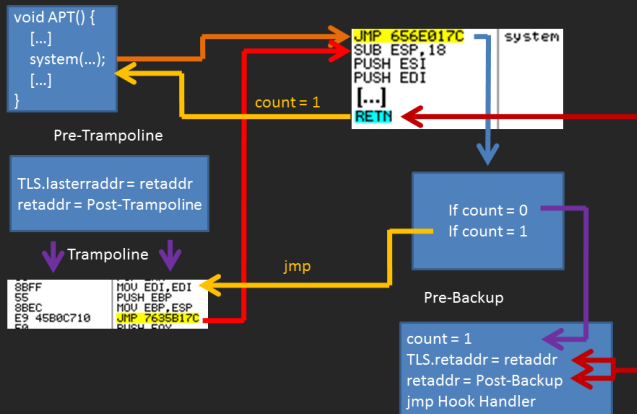 void APT() {
[...]
system(...);
[...]
}
JMP 656E017C system
SUB ESP,18
PUSH ESI
PUSH EDI
[...]
RETN
count = 1
Pre-Trampoline
TLS.lasterraddr = retaddr
retaddr = Post-Trampoline
Trampoline
If count = 0
If count = 1
jmp
8BFF MOV EDI,EDI
55 PUSH EBP
8BEC MOV EBP,ESP
E9 45B0C710 JMP 7635B17C
Pre-Backup
count = 1
TLS.retaddr = retaddr
retaddr = Post-Backup
jmp Hook Handler